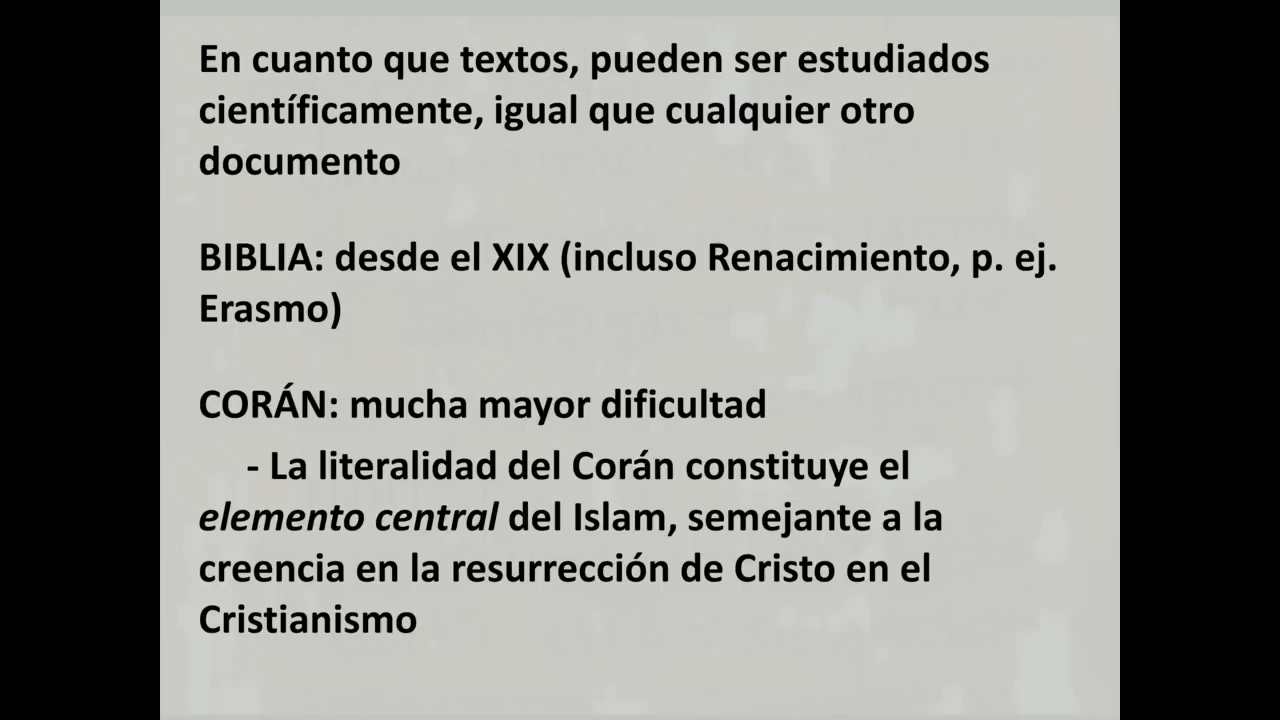 En cuanto que textos, pueden ser estudiados
científicamente, igual que cualquier otro
documento
BIBLIA: desde el XIX (incluso Renacimiento, p. ej.
Erasmo)
CORÁN: mucha mayor dificultad
- La literalidad del Corán constituye el
elemento central del Islam, semejante a la
creencia en la resurrección de Cristo en el
Cristianismo